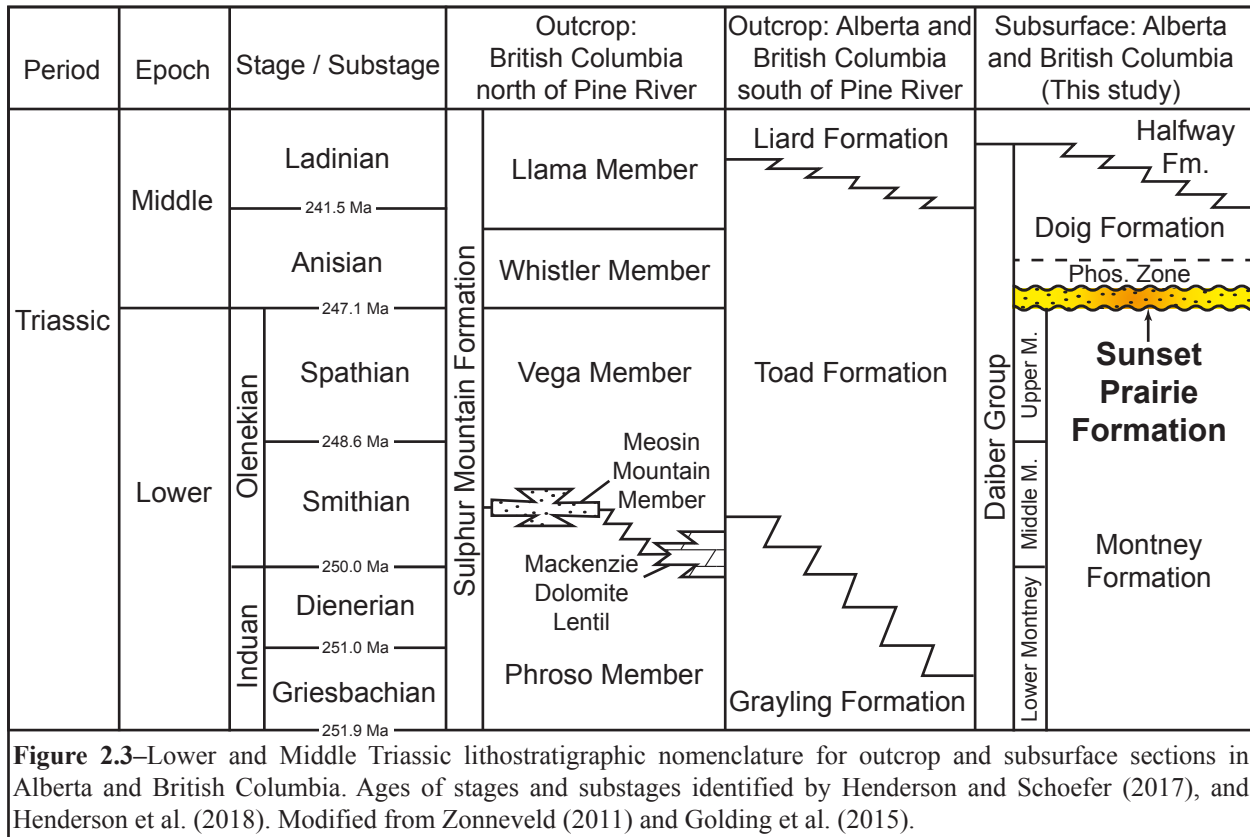 Period
Epoch
Stage / Substage
Outcrop:
British Columbia
north of Pine River
Outcrop: Alberta and
British Columbia
south of Pine River
Subsurface: Alberta
and British Columbia
(This study)
Triassic
Middle
Lower
Olenekian
Induan
Ladinian
241.5 Ma
Anisian
247.1 Ma
Spathian
248.6 Ma
Smithian
250.0 Ma
Dienerian
251.0 Ma
Griesbachian
251.9 Ma
Sulphur Mountain Formation
Llama Member
Whistler Member
Vega Member
Meosin
Mountain
Member
Mackenzie
Dolomite
Lentil
Phroso Member
Liard Formation
Toad Formation
Grayling Formation
Daiber Group
Upper M.
Middle M.
Lower Montney
Halfway
Fm.
Doig Formation
Phos. Zone
Sunset
Prairie
Formation
Montney
Formation
Figure 2.3–Lower and Middle Triassic lithostratigraphic nomenclature for outcrop and subsurface sections in
Alberta and British Columbia. Ages of stages and substages identified by Henderson and Schoefer (2017), and
Henderson et al. (2018). Modified from Zonneveld (2011) and Golding et al. (2015).